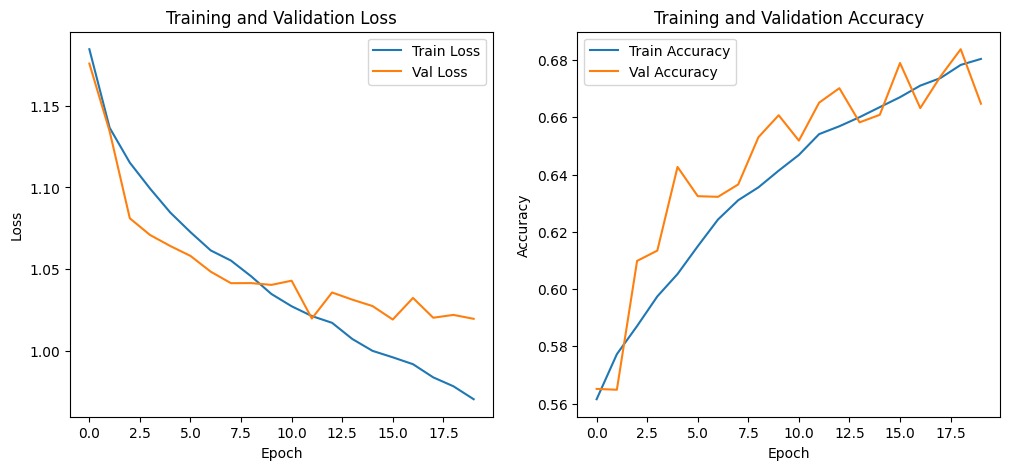 Training and Validation Loss
Train Loss
Val Loss
1.15
1.10
1.05
1.00
Loss
0.0 2.5 5.0 7.5 10.0 12.5 15.0 17.5
Epoch
Training and Validation Accuracy
Train Accuracy
Val Accuracy
0.68
0.66
0.64
0.62
0.60
0.58
0.56
Accuracy
0.0 2.5 5.0 7.5 10.0 12.5 15.0 17.5
Epoch